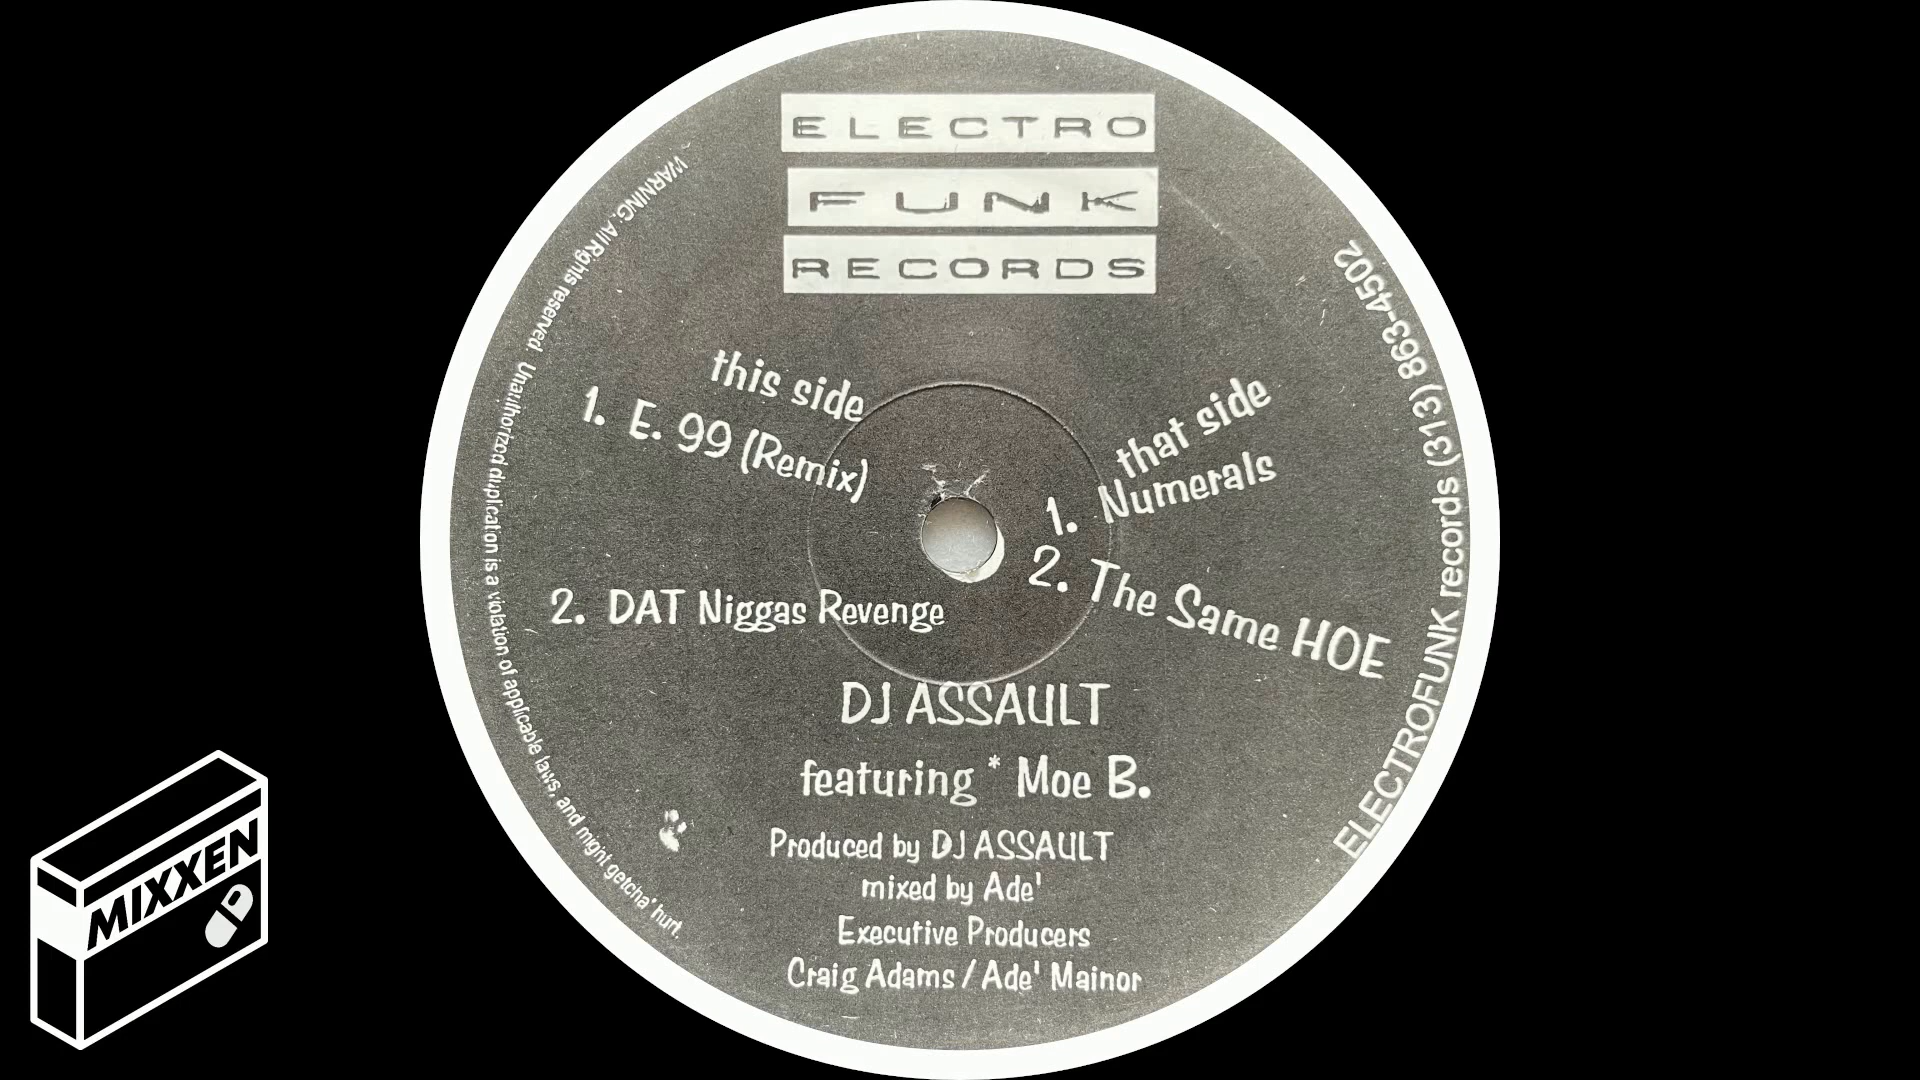 ELECTRO
FUNK
RECORDS
WARNING: All Rights reserved. Unauthorized duplication is a violation of applicable laws, and might getcha' hurt.
this side
1. E. 99 (Remix)
2. DAT Niggas Revenge
that side
1. Numerals
2. The Same HOE
ELECTROFUNK records (313) 863-4502
DJ ASSAULT
featuring * Moe B.
Produced by DJ ASSAULT
mixed by Ade'
Executive Producers
Craig Adams / Ade' Mainor
MIXXEN